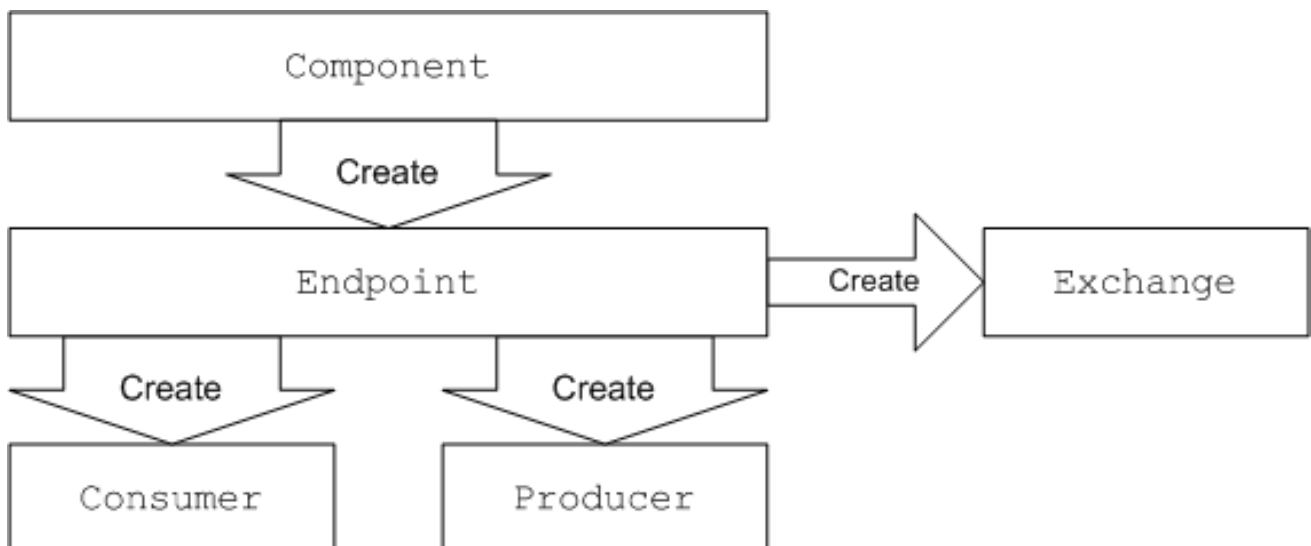 Component
Create
Endpoint
Create
Exchange
Create
Create
Consumer
Producer